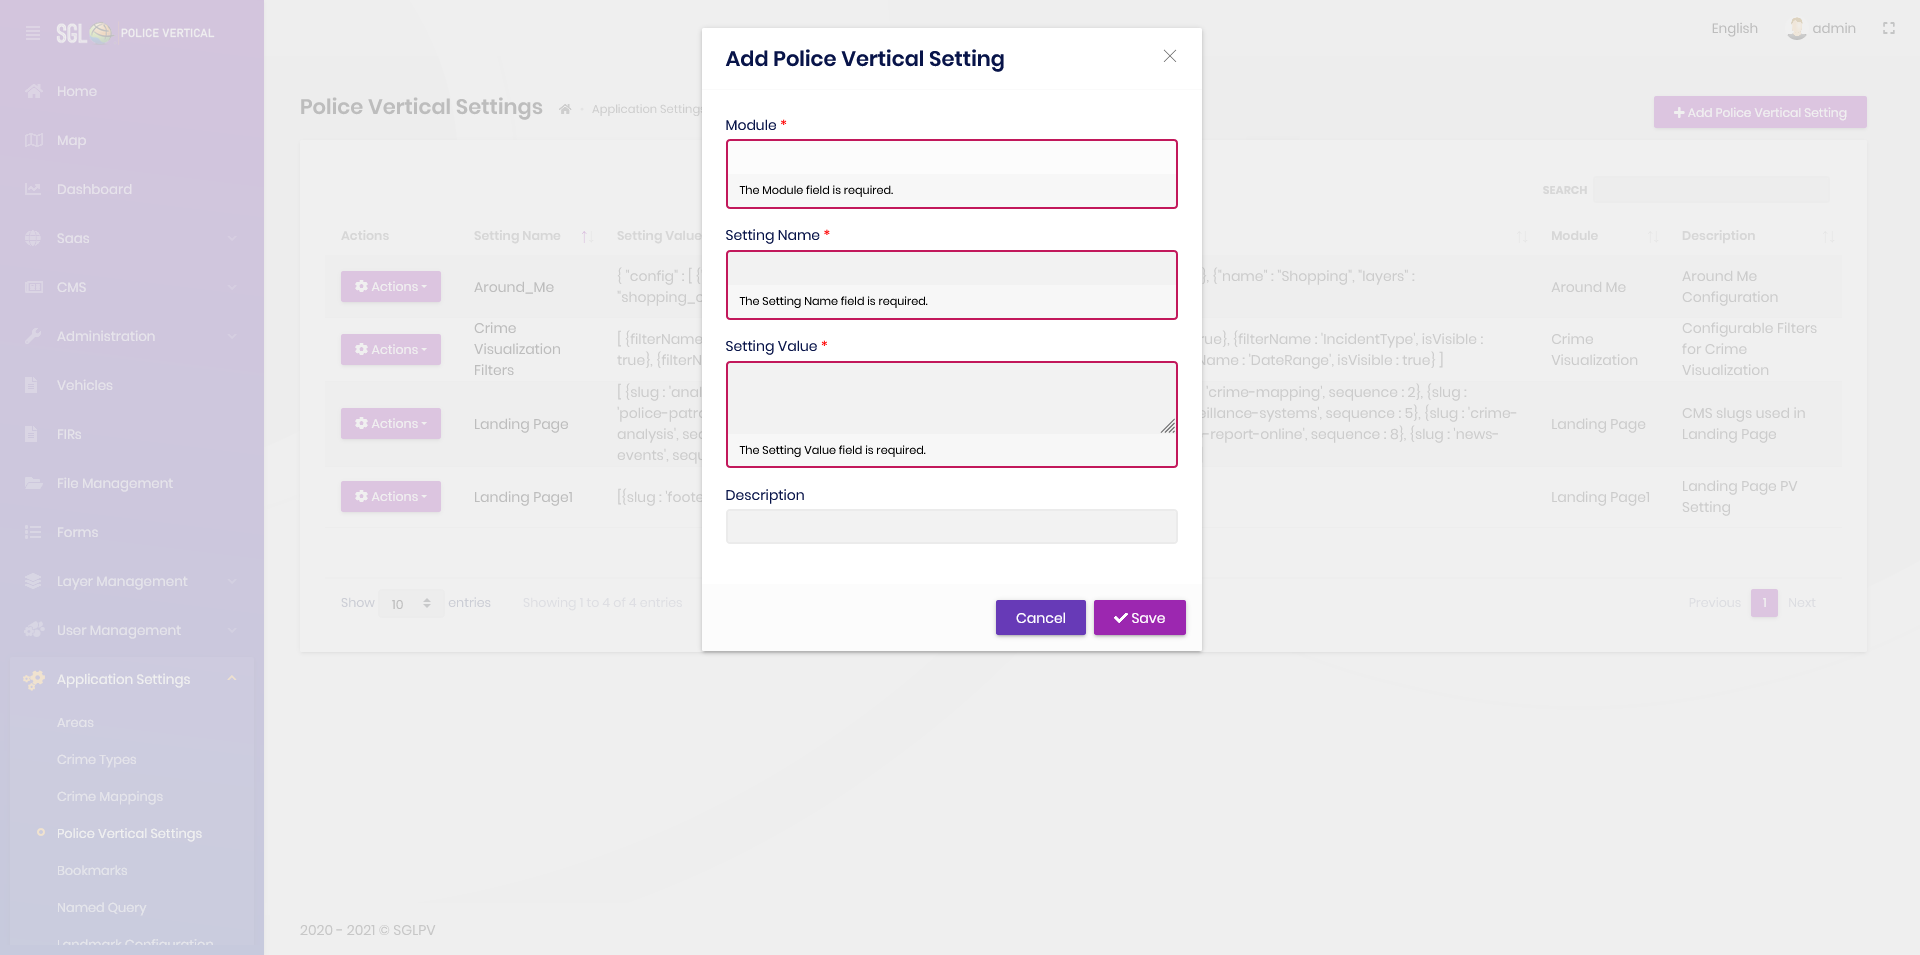 SGL POLICE VERTICAL
Home
Map
Dashboard
Saas
CMS
Administration
Vehicles
FIRs
File Management
Forms
Layer Management
User Management
Application Settings
Areas
Crime Types
Crime Mappings
Police Vertical Settings
Bookmarks
Named Query
Landmark Configuration
English
admin
Police Vertical Settings
Application Settings
Add Police Vertical Setting
SEARCH
Actions Setting Name Setting Value Module Description
Actions
Around_Me
{ "config" : [ {
"shopping_
}, {"name" : "Shopping", "layers" :
Around Me
Around Me
Configuration
Actions
Crime
Visualization
Filters
[ {filterName
true}, {filterN
true}, {filterName : 'IncidentType', isVisible :
Name : 'DateRange', isVisible : true} ]
Crime
Visualization
Configurable Filters
for Crime
Visualization
Actions
Landing Page
[ {slug : 'anal
'police-patro
analysis', seq
events', sequ
'crime-mapping', sequence : 2}, {slug :
eillance-systems', sequence : 5}, {slug : 'crime-
-report-online', sequence : 8}, {slug : 'news-
Landing Page
CMS slugs used in
Landing Page
Actions
Landing Page1
[{slug : 'foote
Landing Page1
Landing Page PV
Setting
Show 10 entries
Showing 1 to 4 of 4 entries
Previous 1 Next
2020 - 2021 © SGLPV
Add Police Vertical Setting
Module *
The Module field is required.
Setting Name *
The Setting Name field is required.
Setting Value *
The Setting Value field is required.
Description
Cancel
Save